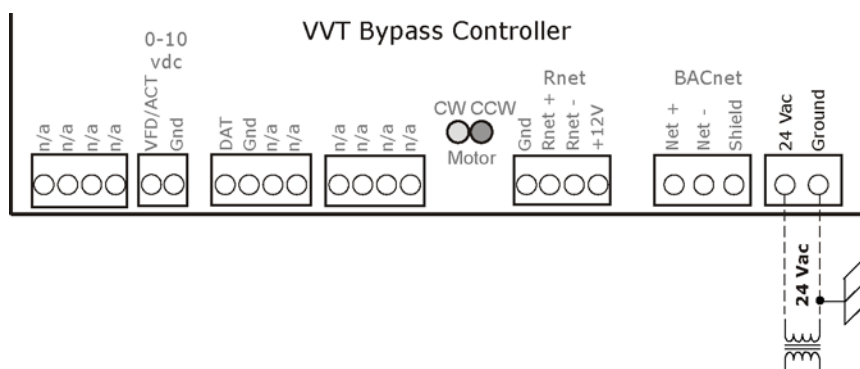 VVT Bypass Controller
0-10
vdc
Rnet
BACnet
n/a
n/a
n/a
n/a
VFD/ACT
Gnd
DAT
Gnd
n/a
n/a
n/a
n/a
n/a
n/a
CW CCW
Motor
Gnd
Rnet +
Rnet -
+12V
Net +
Net -
Shield
24 Vac
Ground
24 Vac